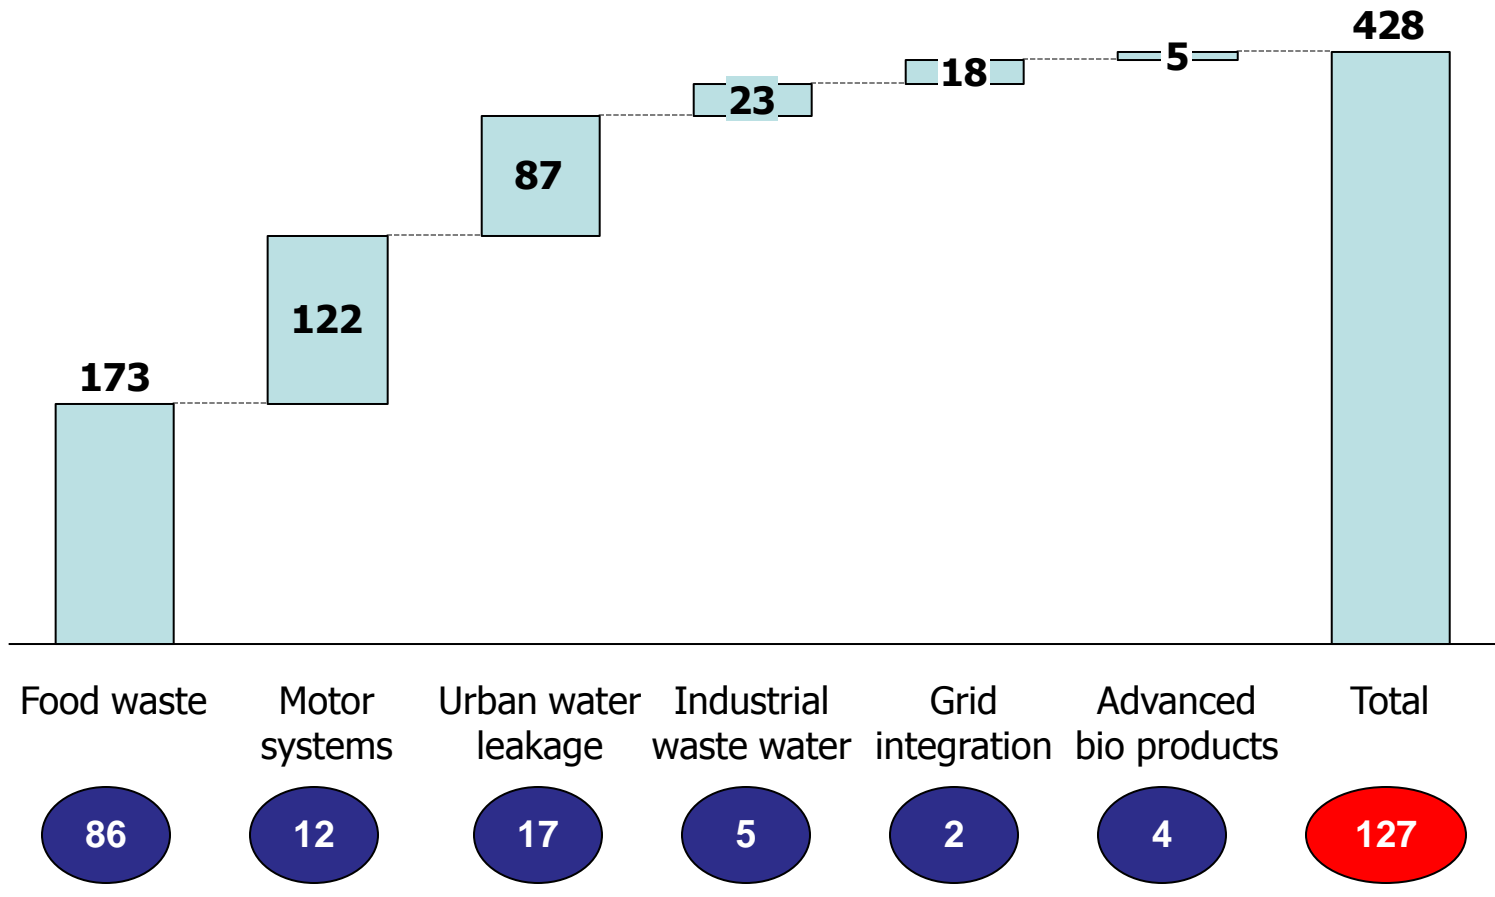 428
5
18
23
87
122
173
Food waste
Motor
systems
Urban water
leakage
Industrial
waste water
Grid
integration
Advanced
bio products
Total
86
12
17
5
2
4
127